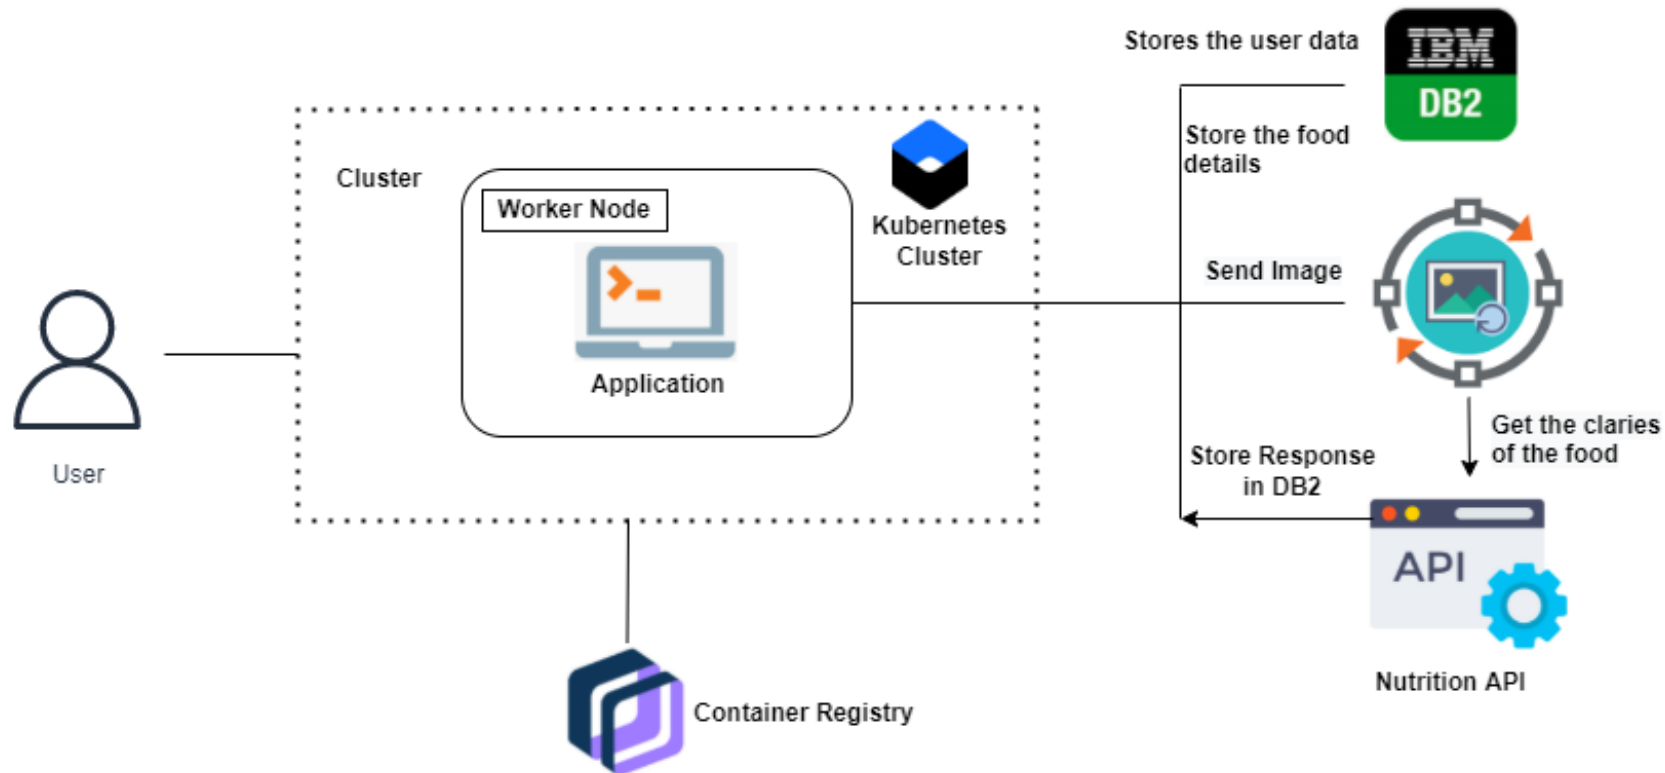 Stores the user data
IBM
DB2
Store the food
details
Cluster
Worker Node
Kubernetes
Cluster
Send Image
Application
User
Get the claries
of the food
Store Response
in DB2
API
Nutrition API
Container Registry